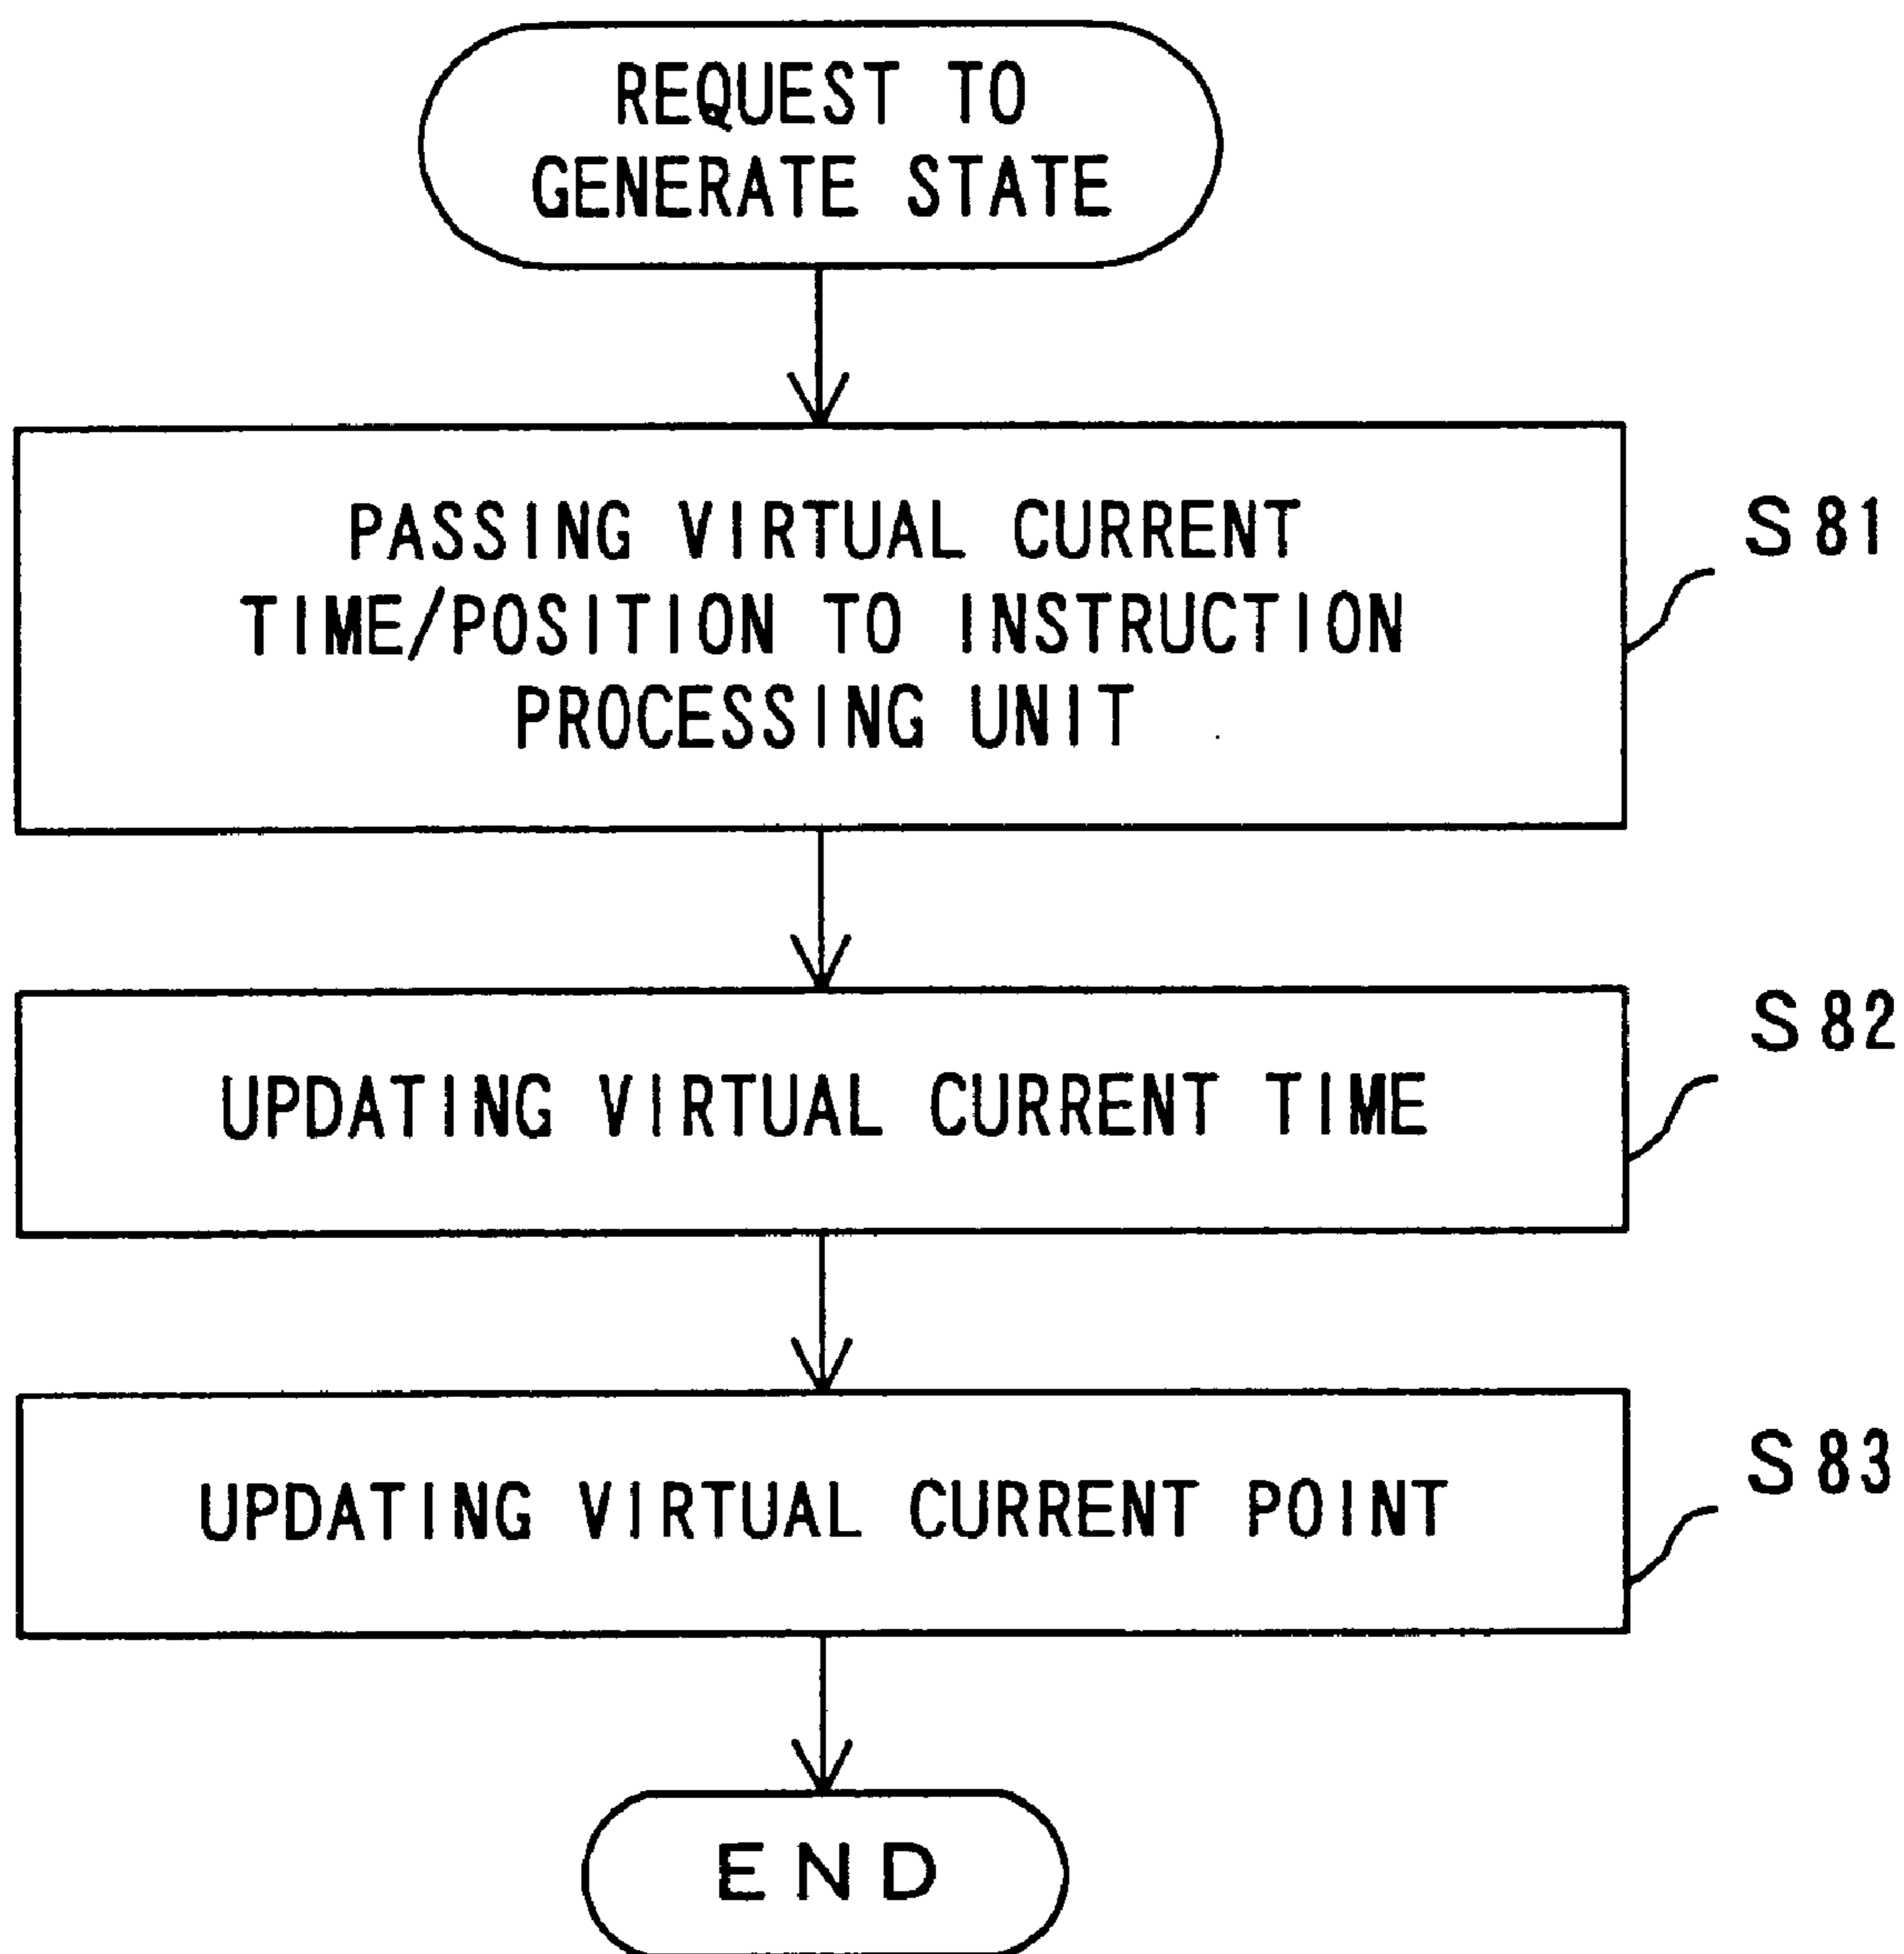 REQUEST TO
GENERATE STATE
PASSING VIRTUAL CURRENT
TIME/POSITION TO INSTRUCTION
PROCESSING UNIT
S81
UPDATING VIRTUAL CURRENT TIME
S82
UPDATING VIRTUAL CURRENT POINT
S83
END